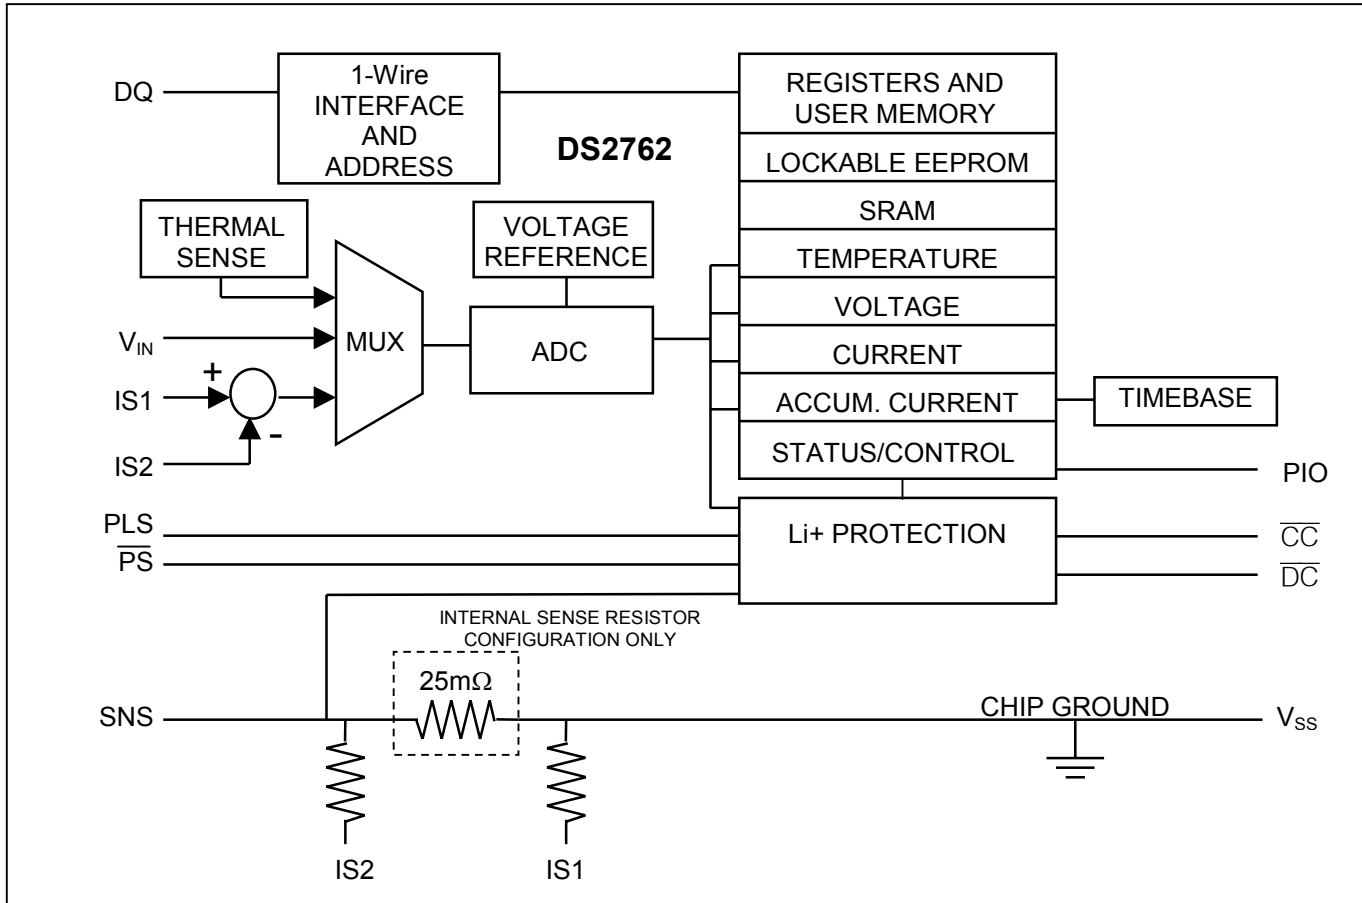 DQ
1-Wire
INTERFACE
AND
ADDRESS
DS2762
REGISTERS AND
USER MEMORY
LOCKABLE EEPROM
SRAM
TEMPERATURE
VOLTAGE
CURRENT
ACCUM. CURRENT
STATUS/CONTROL
THERMAL
SENSE
VOLTAGE
REFERENCE
VIN
IS1
+
IS2
-
MUX
ADC
TIMEBASE
PIO
PLS
PS
Li+ PROTECTION
CC
DC
INTERNAL SENSE RESISTOR
CONFIGURATION ONLY
25mΩ
SNS
CHIP GROUND
VSS
IS2
IS1